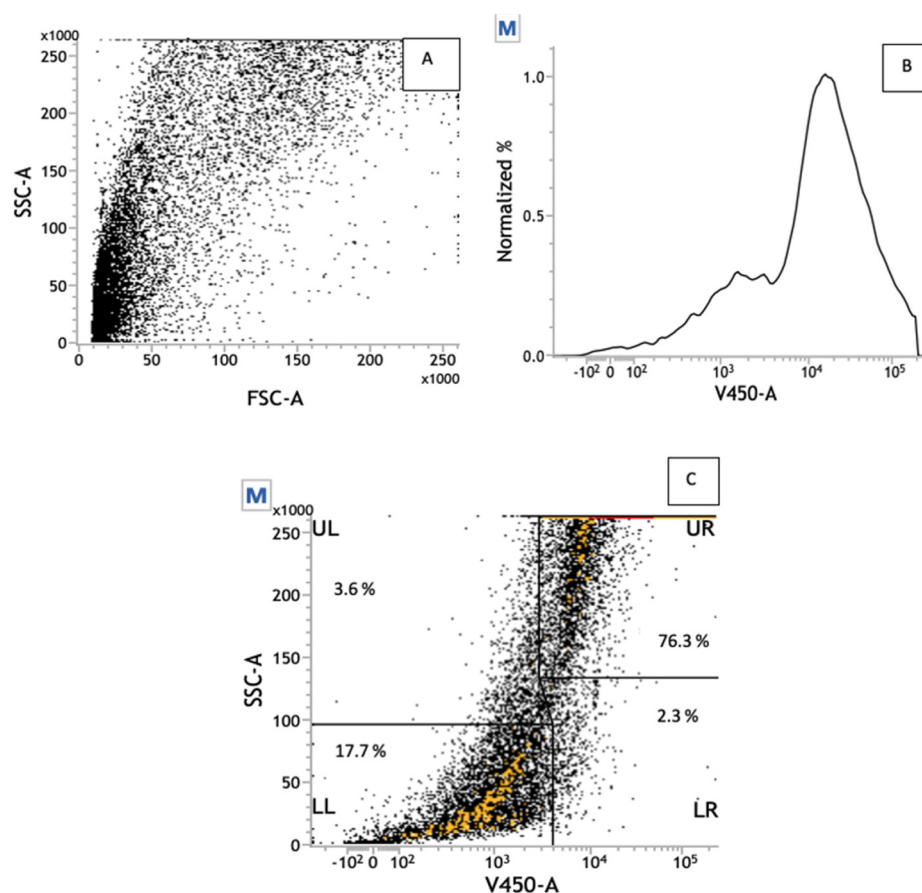 x1000
A
250
200
150
100
50
0
SSC-A
0 50 100 150 200 250
x1000
FSC-A
M
B
1.0
0.5
0.0
Normalized %
-10² 0 10² 10³ 10⁴ 10⁵
V450-A
C
M
x1000
UL UR
250
3.6 %
200
76.3 %
150
2.3 %
100
17.7 %
50
LL LR
0
SSC-A
-10² 0 10² 10³ 10⁴ 10⁵
V450-A